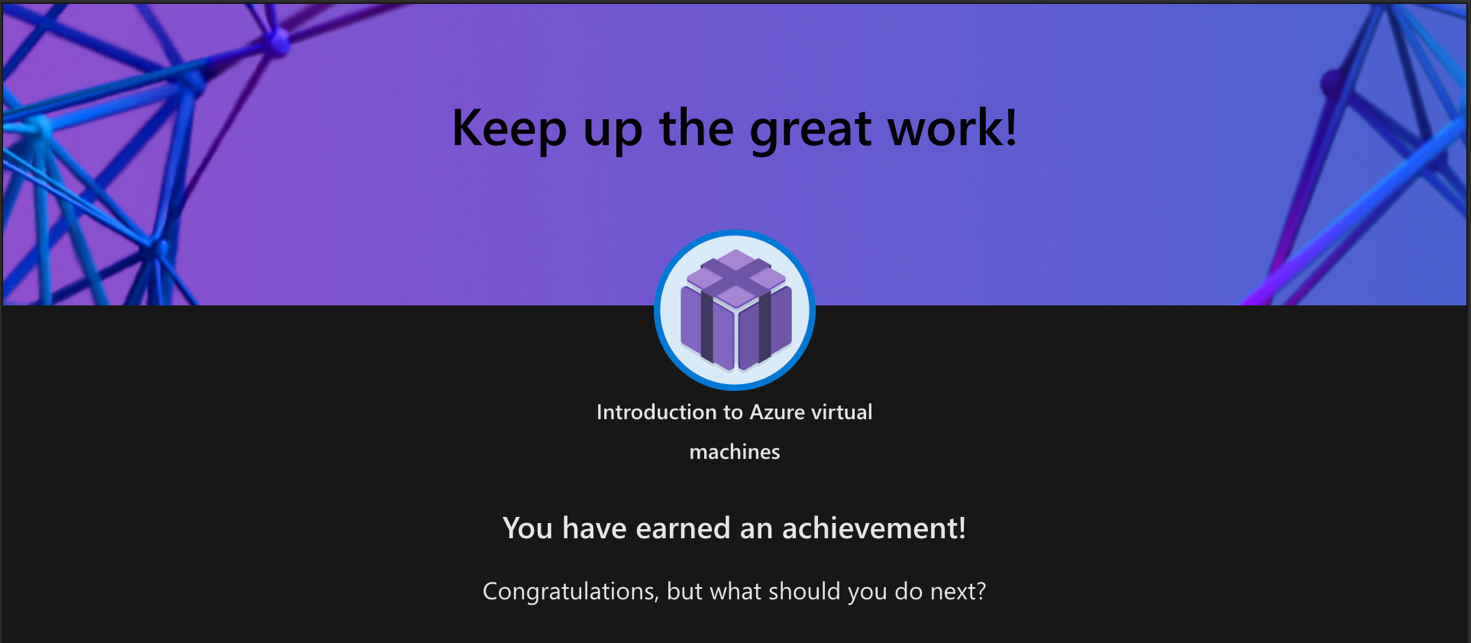 Keep up the great work!
Introduction to Azure virtual
machines
You have earned an achievement!
Congratulations, but what should you do next?